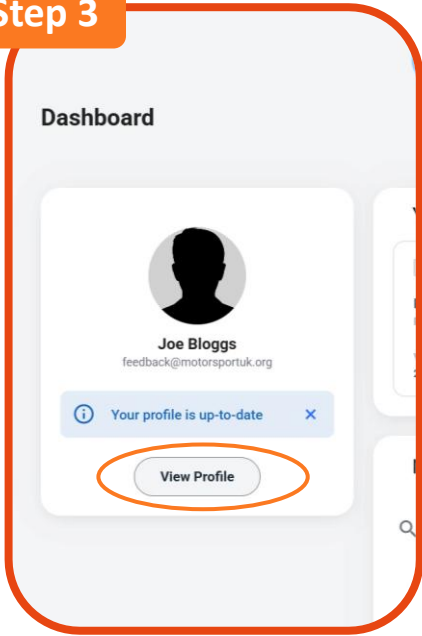 Step 3
Dashboard
Joe Bloggs
feedback@motorsportuk.org
Your profile is up-to-date
View Profile